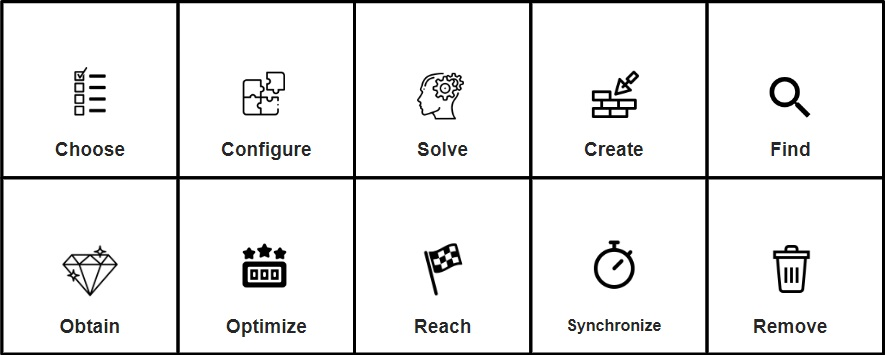 Choose
Configure
Solve
Create
Find
Obtain
Optimize
Reach
Synchronize
Remove